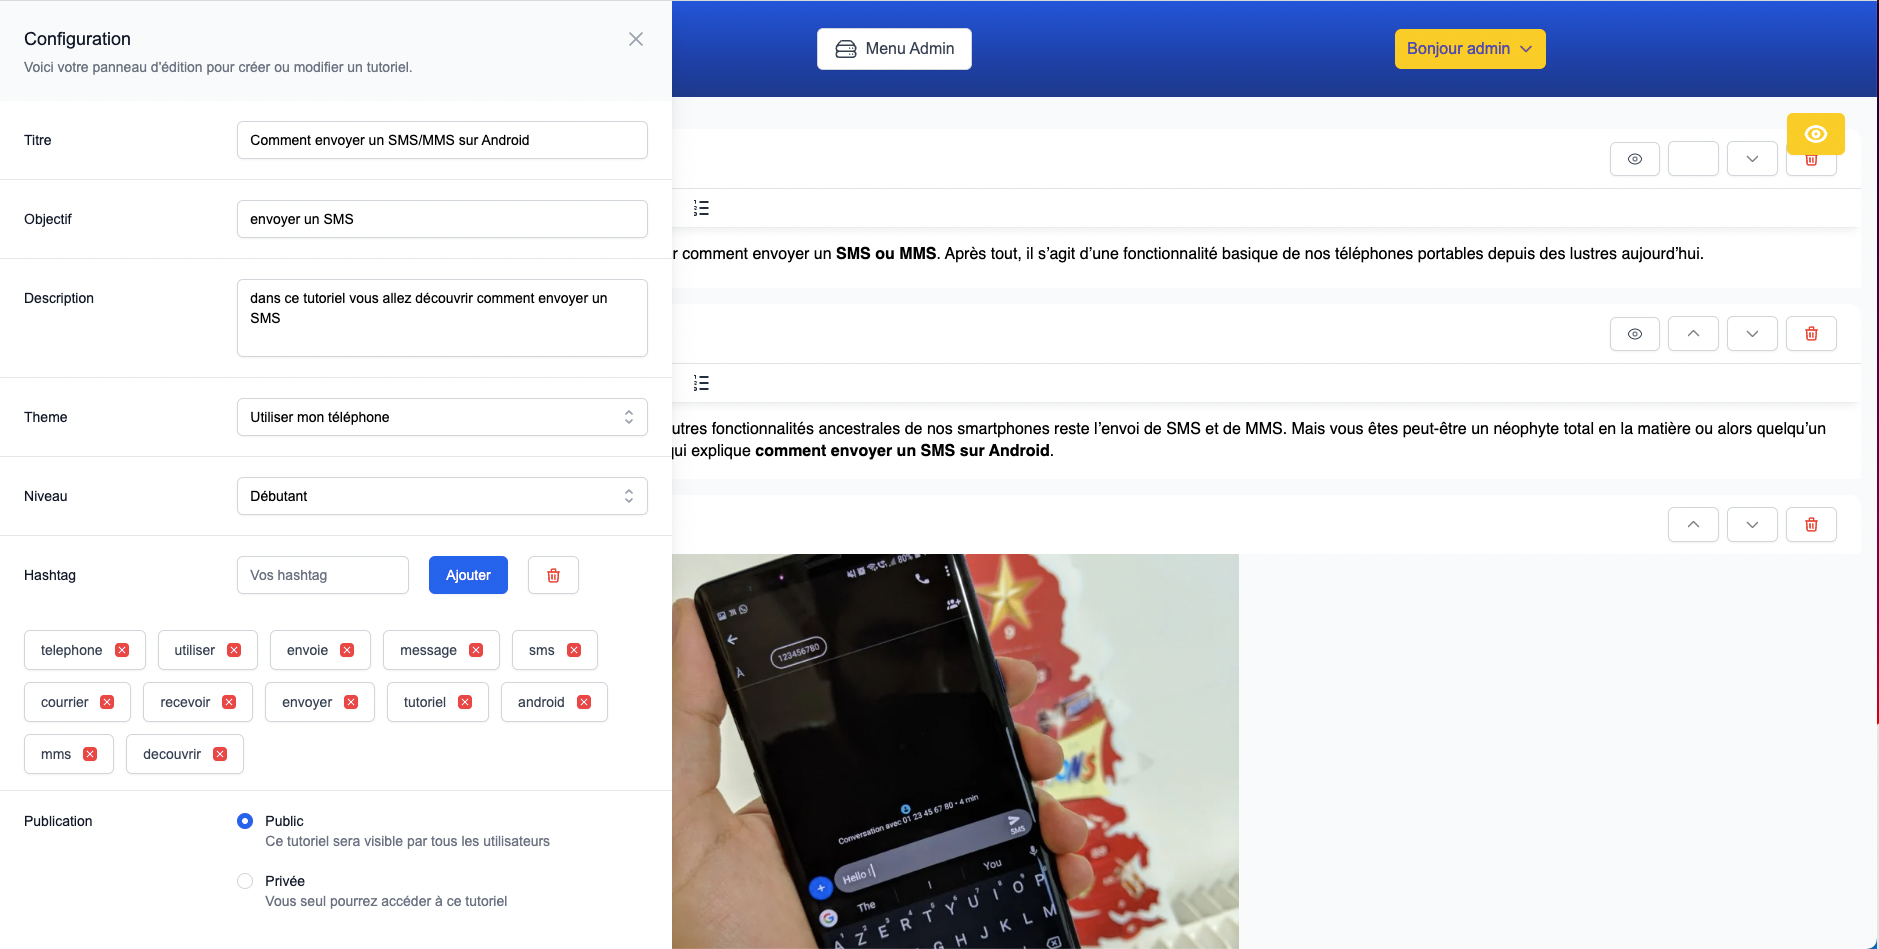 Configuration
Voici votre panneau d'édition pour créer ou modifier un tutoriel.
Menu Admin
Bonjour admin
Titre
Comment envoyer un SMS/MMS sur Android
Objectif
envoyer un SMS
Description
dans ce tutoriel vous allez découvrir comment envoyer un
SMS
Theme
Utiliser mon téléphone
Niveau
Débutant
Hashtag
Vos hashtag
Ajouter
telephone
utiliser
envoie
message
sms
courrier
recevoir
envoyer
tutoriel
android
mms
decouvrir
Publication
Public
Ce tutoriel sera visible par tous les utilisateurs
Privée
Vous seul pourrez accéder à ce tutoriel
comment envoyer un SMS ou MMS. Après tout, il s’agit d’une fonctionnalité basique de nos téléphones portables depuis des lustres aujourd’hui.
utres fonctionnalités ancestrales de nos smartphones reste l’envoi de SMS et de MMS. Mais vous êtes peut-être un néophyte total en la matière ou alors quelqu’un
qui explique comment envoyer un SMS sur Android.
80%
À
123456780
9
Conversation avec 01 23 45 67 80 • 4 min
SMS
Hello I
The
I
You
A Z E R T Y U I O P
G H J K L M